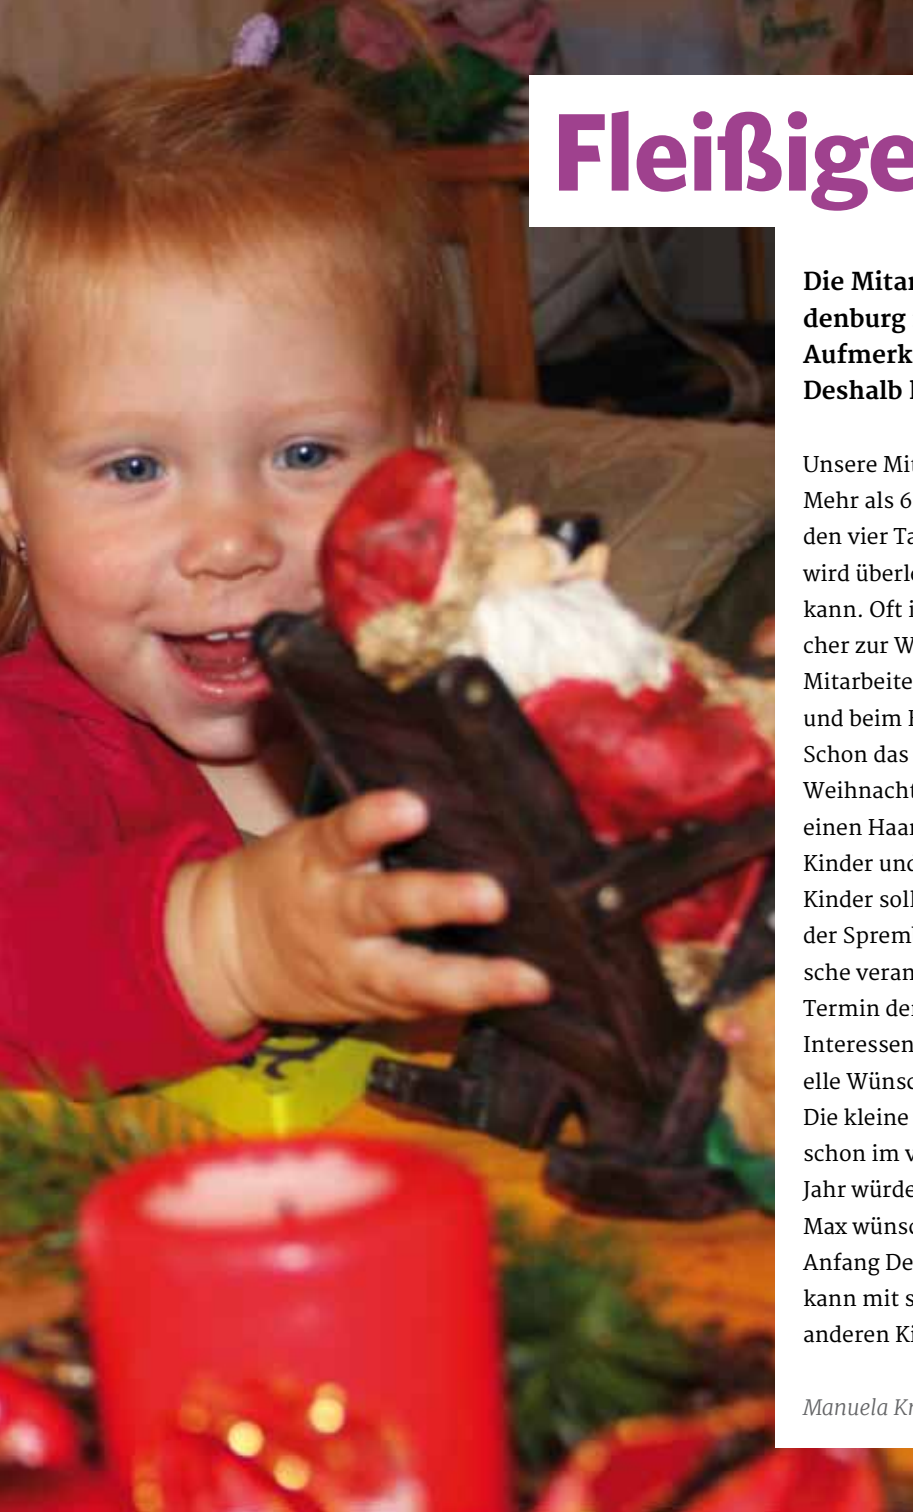 Fleißige
Die Mitar
denburg
Aufmerk
Deshalb
Unsere Mit
Mehr als 6
den vier Ta
wird überle
kann. Oft i
cher zur W
Mitarbeite
und beim
Schon das
Weihnacht
einen Haar
Kinder und
Kinder soll
der Spremb
sche veran
Termin der
Interessen
elle Wünsc
Die kleine
schon im v
Jahr würde
Max wünsc
Anfang De
kann mit s
anderen Ki
Manuela Kr